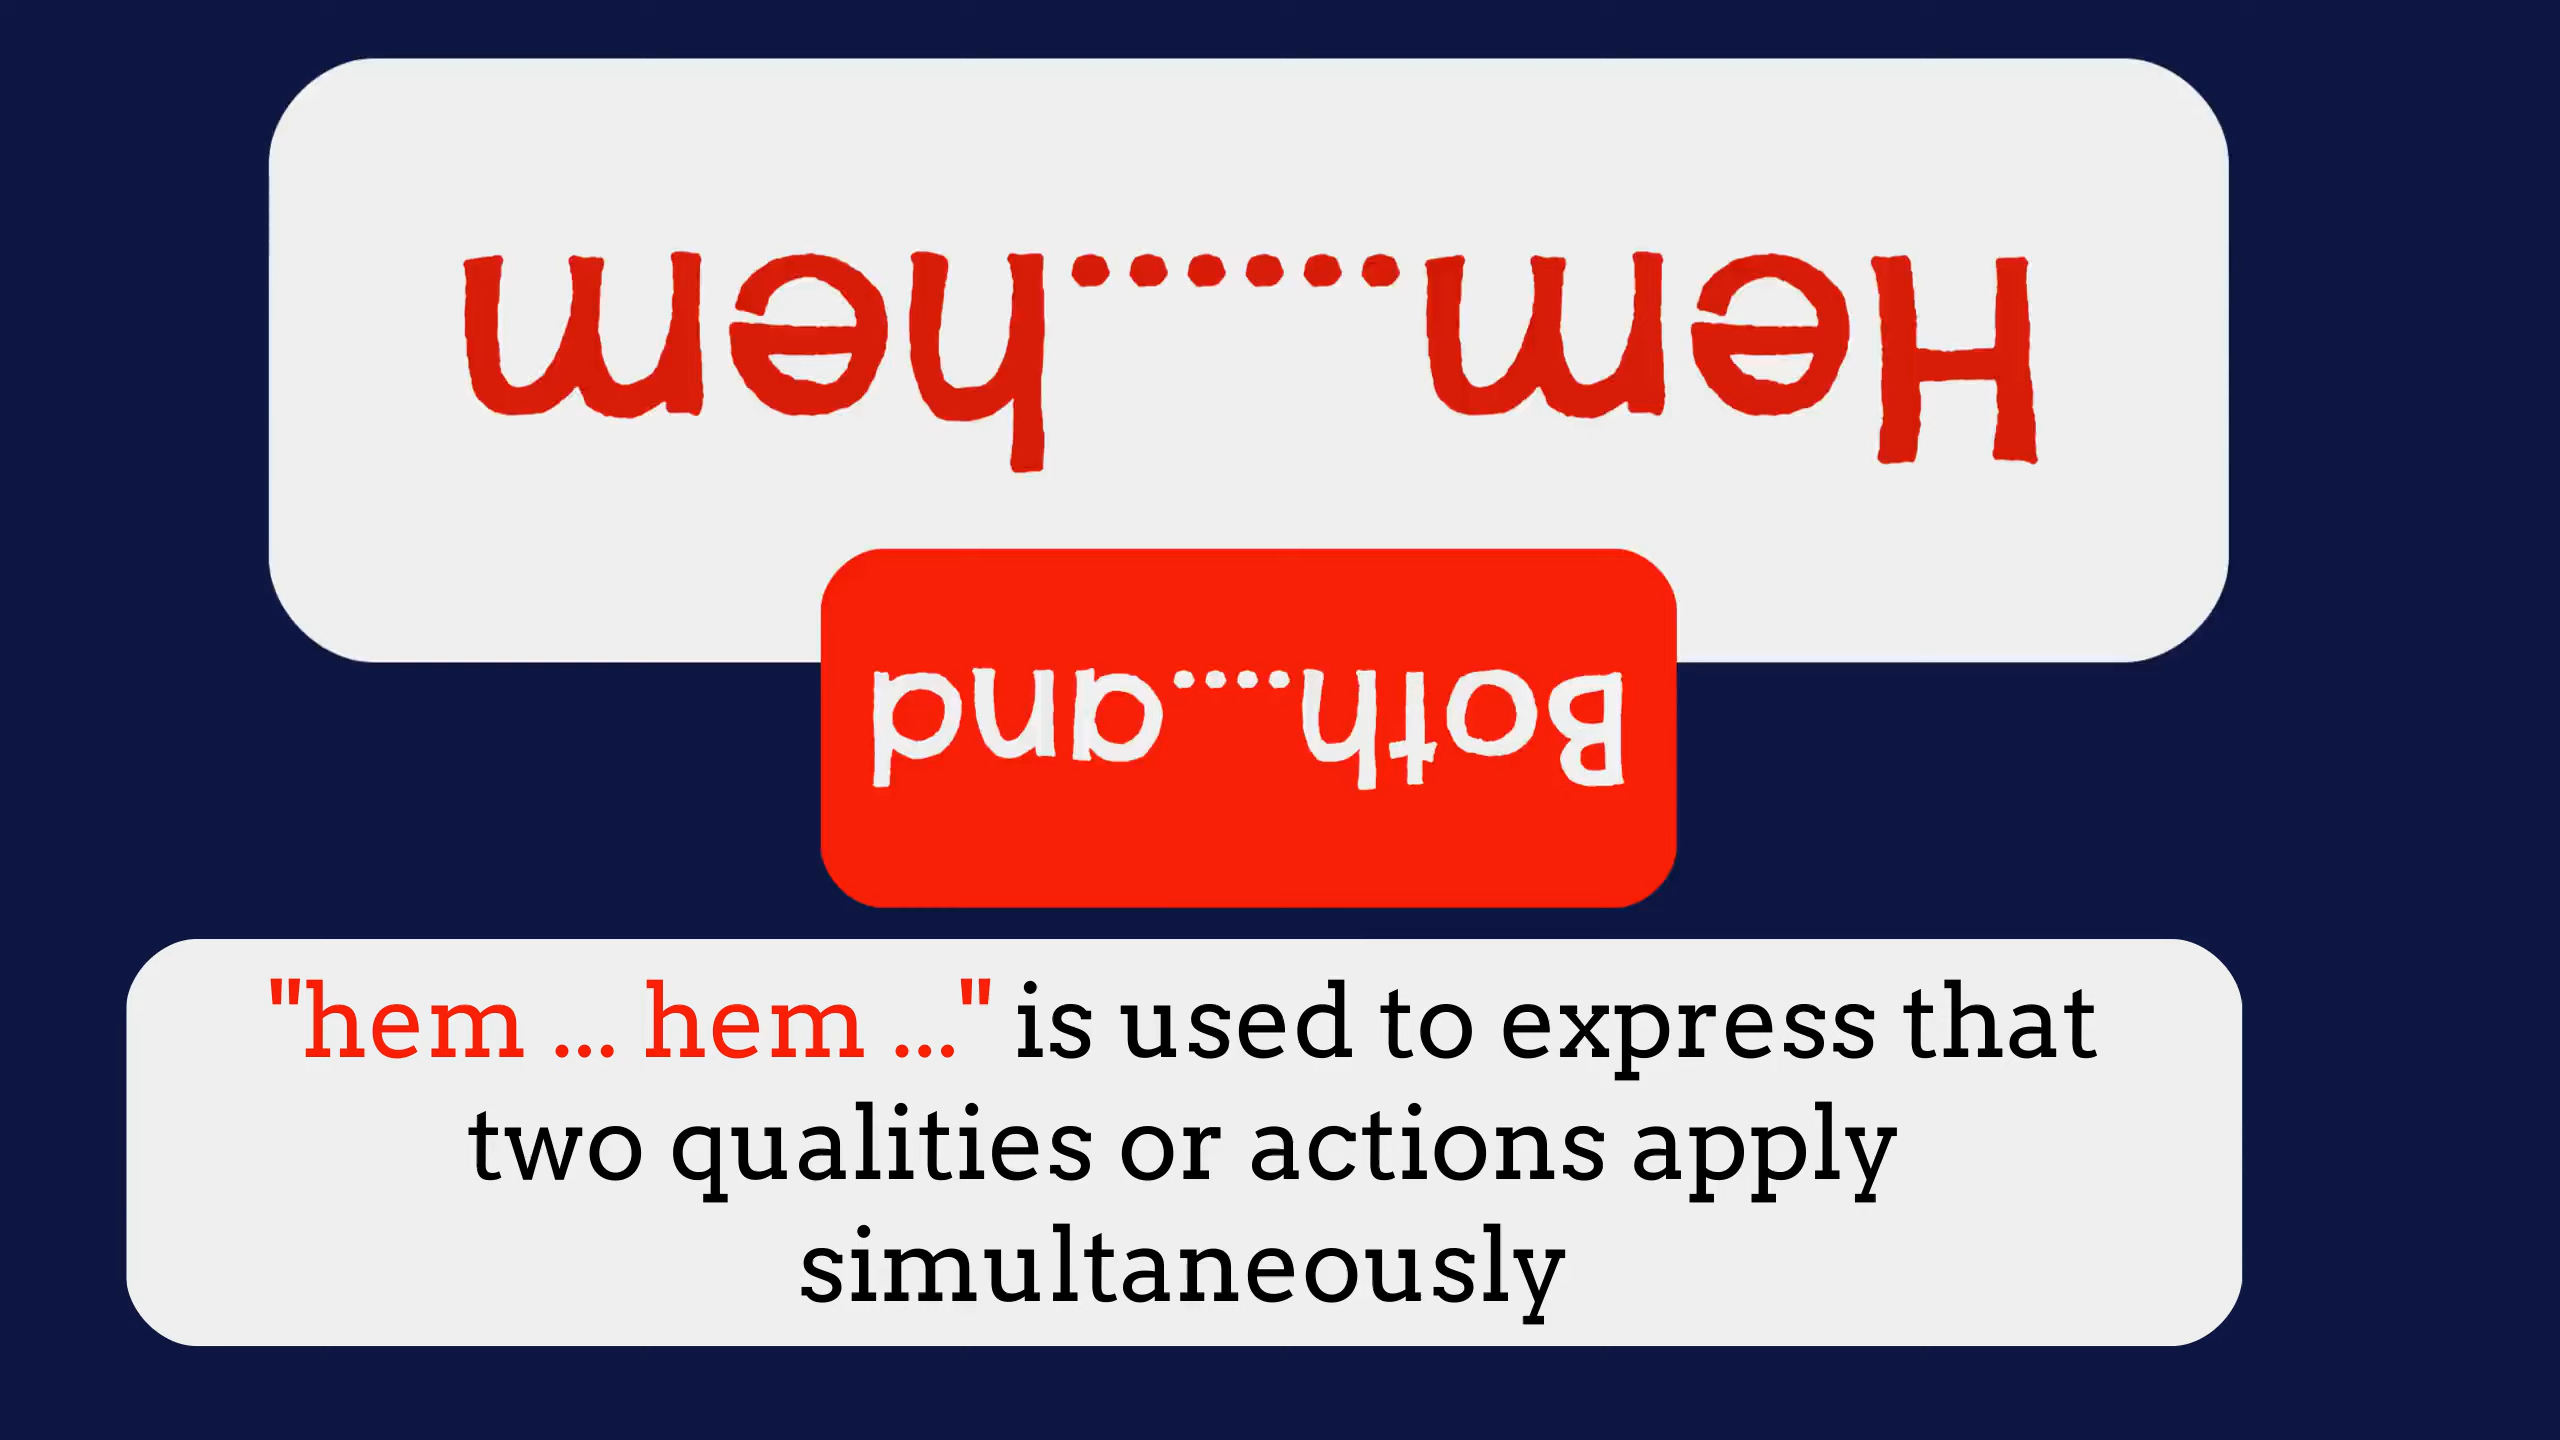 Hem......hem
Both....and
"hem ... hem ..." is used to express that
two qualities or actions apply
simultaneously